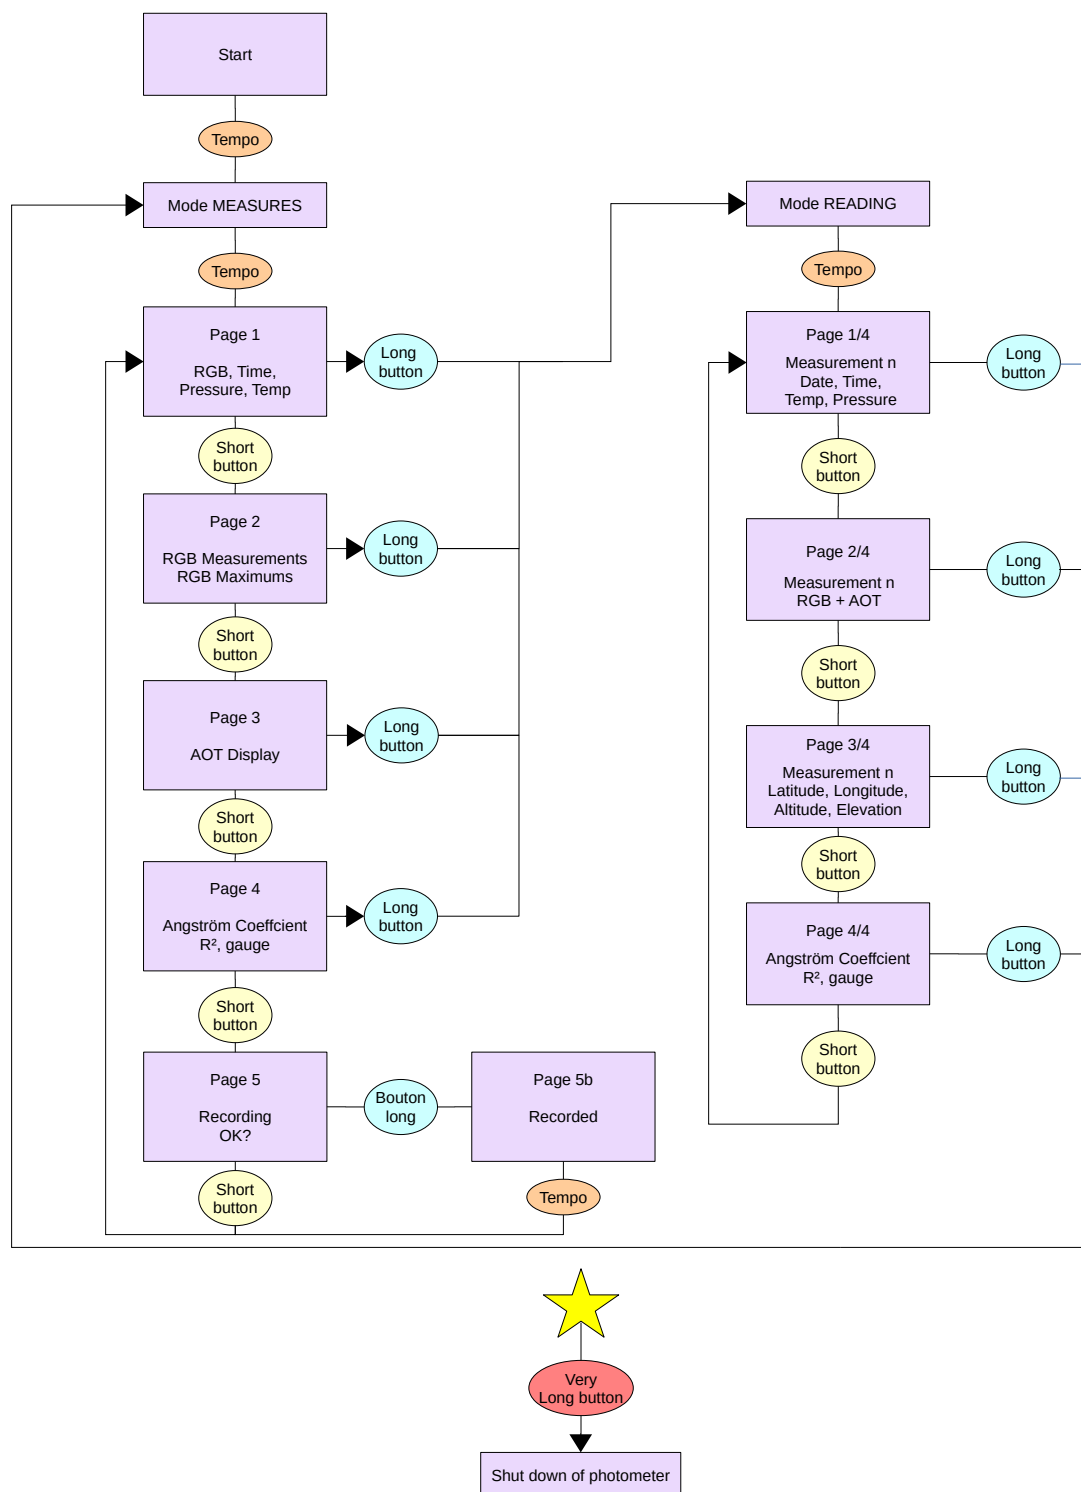 Start
Tempo
Mode MEASURES
Tempo
Page 1
RGB, Time,
Pressure, Temp
Long
button
Short
button
Page 2
RGB Measurements
RGB Maximums
Long
button
Short
button
Page 3
AOT Display
Long
button
Short
button
Page 4
Angström Coeffcient
R², gauge
Long
button
Short
button
Page 5
Recording
OK?
Bouton
long
Page 5b
Recorded
Short
button
Tempo
Mode READING
Tempo
Page 1/4
Measurement n
Date, Time,
Temp, Pressure
Long
button
Short
button
Page 2/4
Measurement n
RGB + AOT
Long
button
Short
button
Page 3/4
Measurement n
Latitude, Longitude,
Altitude, Elevation
Long
button
Short
button
Page 4/4
Angström Coeffcient
R², gauge
Long
button
Short
button
Very
Long button
Shut down of photometer